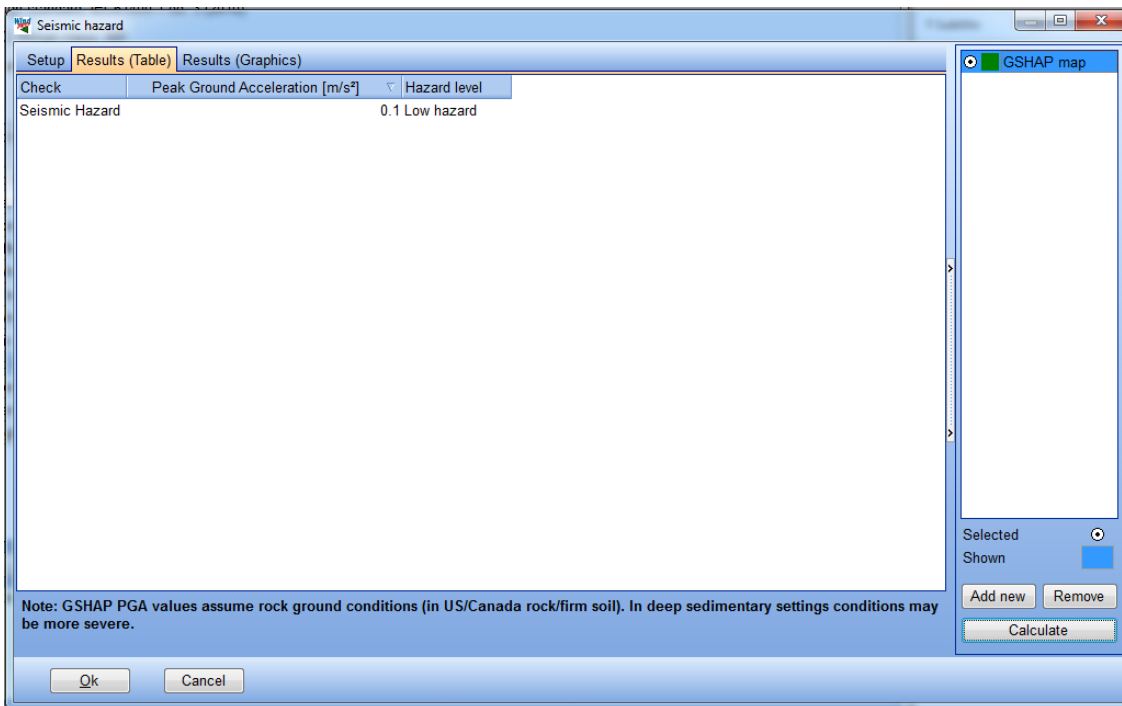 Seismic hazard
Setup Results (Table) Results (Graphics)
Check Peak Ground Acceleration [m/s²] Hazard level
Seismic Hazard 0.1 Low hazard
Note: GSHAP PGA values assume rock ground conditions (in US/Canada rock/firm soil). In deep sedimentary settings conditions may
be more severe.
GSHAP map
Selected
Shown
Add new Remove
Calculate
Ok Cancel